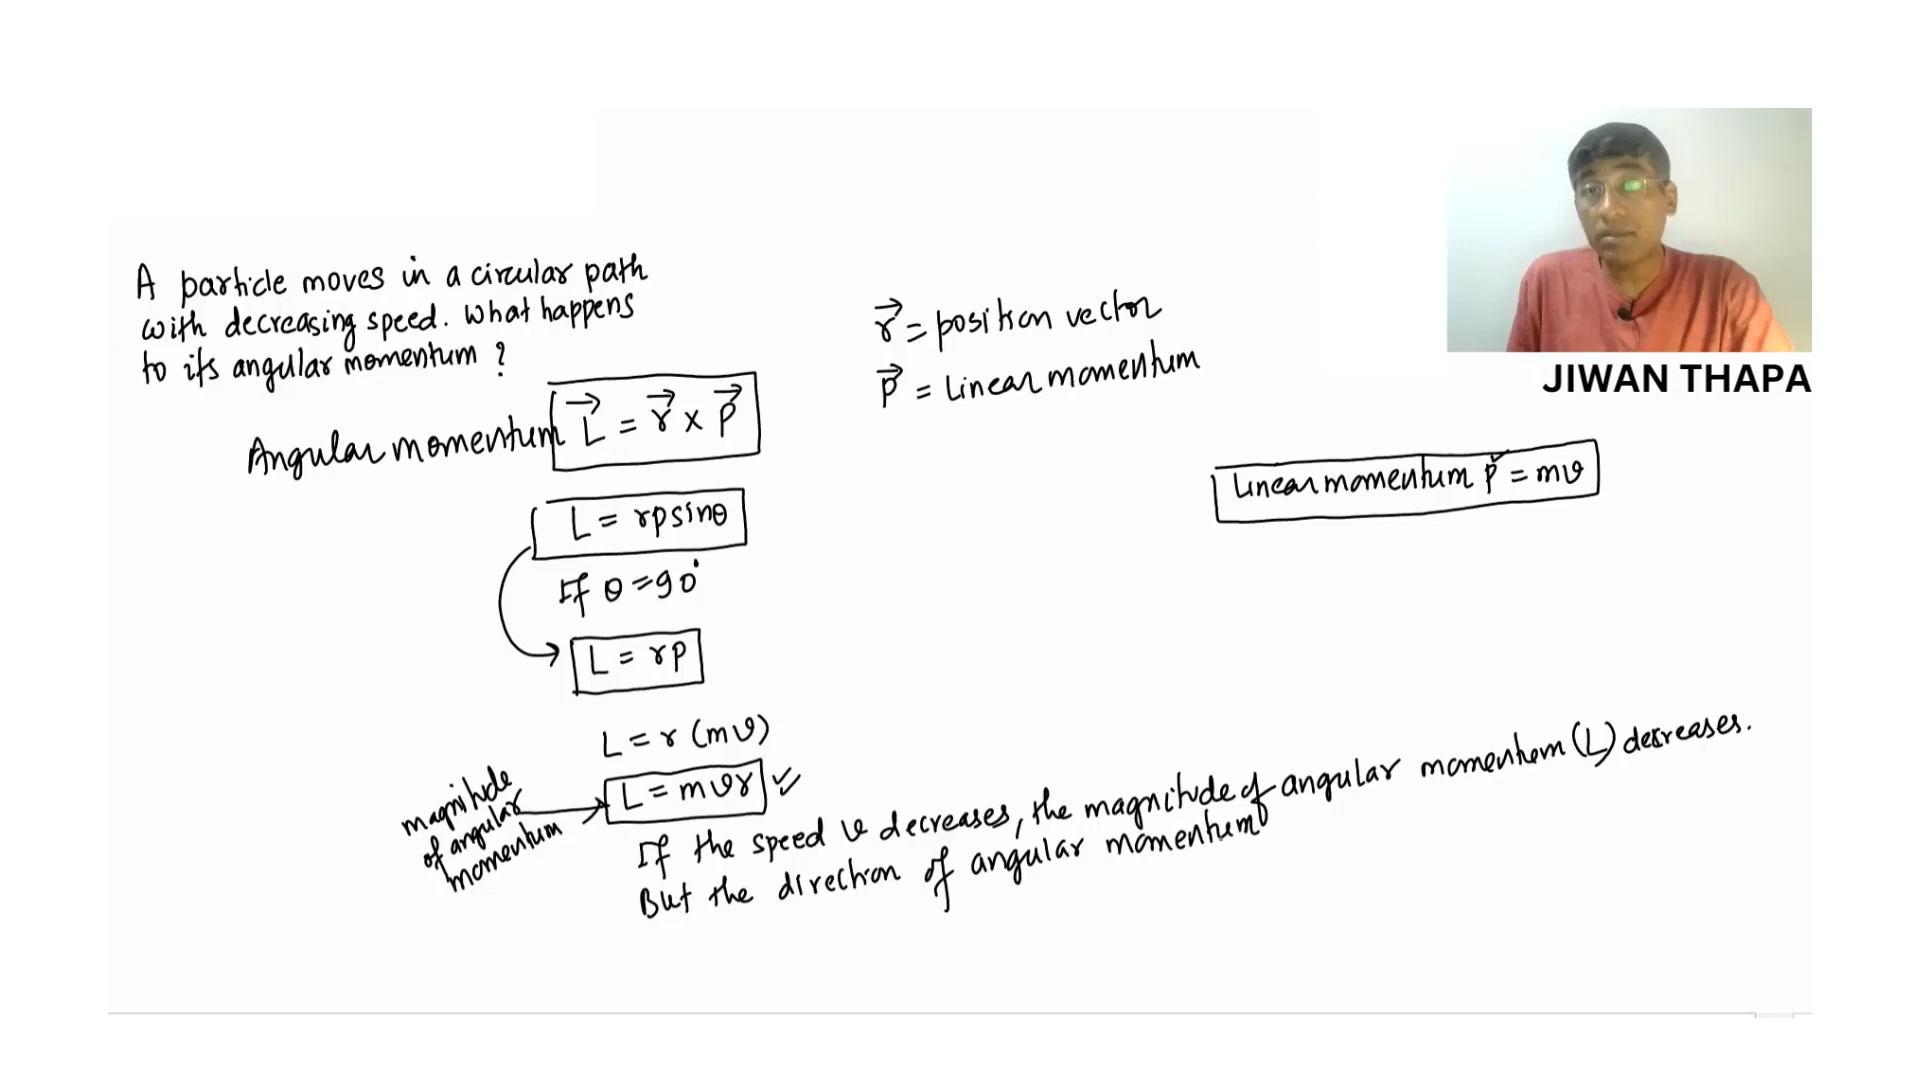 A particle moves in a circular path
with decreasing speed. What happens
to its angular momentum ?
Angular momentum L⃗ = r⃗ × p⃗
r⃗ = position vector
p⃗ = Linear momentum
JIWAN THAPA
Linear momentum p = mv
L = rpsinθ
If θ = 90°
L = rp
L = r (mv)
L = mvr ✓
magnitude
of angular
momentum
If the speed v decreases, the magnitude of angular momentum (L) decreases.
But the direction of angular momentum